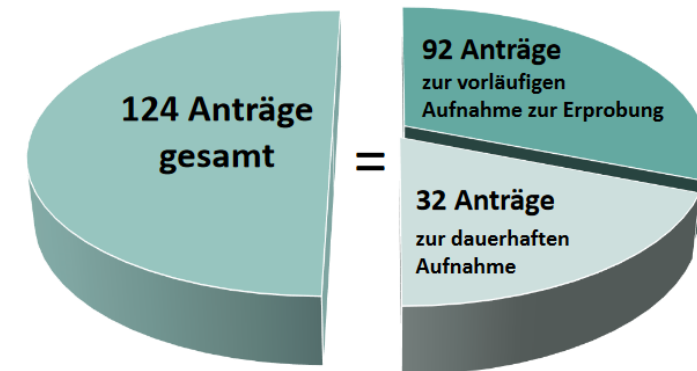 124 Anträge
gesamt
=
92 Anträge
zur vorläufigen
Aufnahme zur Erprobung
32 Anträge
zur dauerhaften
Aufnahme